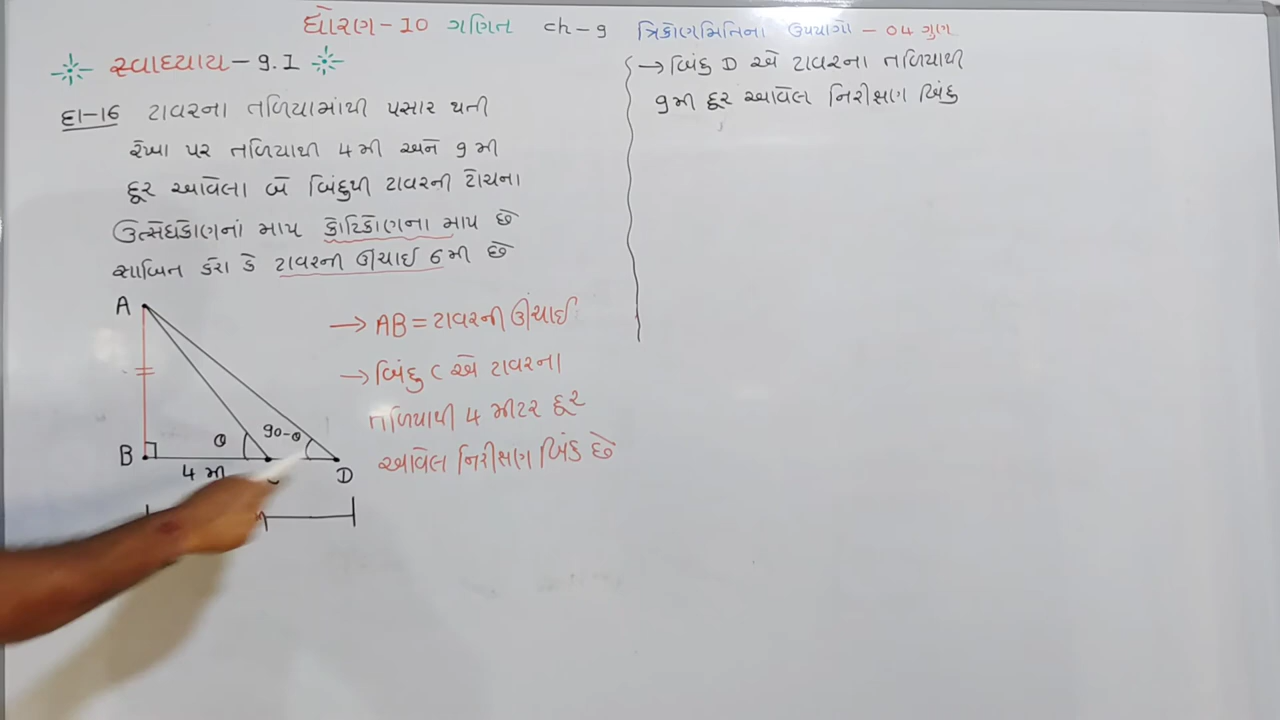 ધોરણ-10 ગણિત ch-9 ત્રિકોણમિતિના ઉપયોગો - 04 ગુણ
સ્વાધ્યાય-9.1
દા-16 ટાવરના તળિયામાંથી પસાર થતી
રેખા પર તળિયાથી 4 મી અને 9 મી
દૂર આવેલા બે બિંદુથી ટાવરની ટોચના
ઉત્સેધકોણનાં માપ કોટિકોણના માપ છે
સાબિત કરો કે ટાવરની ઊંચાઈ 6 મી છે
A
B
θ
90-θ
4 મી
D
→ AB = ટાવરની ઊંચાઈ
→ બિંદુ C એ ટાવરના
તળિયાથી 4 મીટર દૂર
આવેલ નિરીક્ષણ બિંદુ છે
→ બિંદુ D એ ટાવરના તળિયાથી
9 મી દૂર આવેલ નિરીક્ષણ બિંદુ